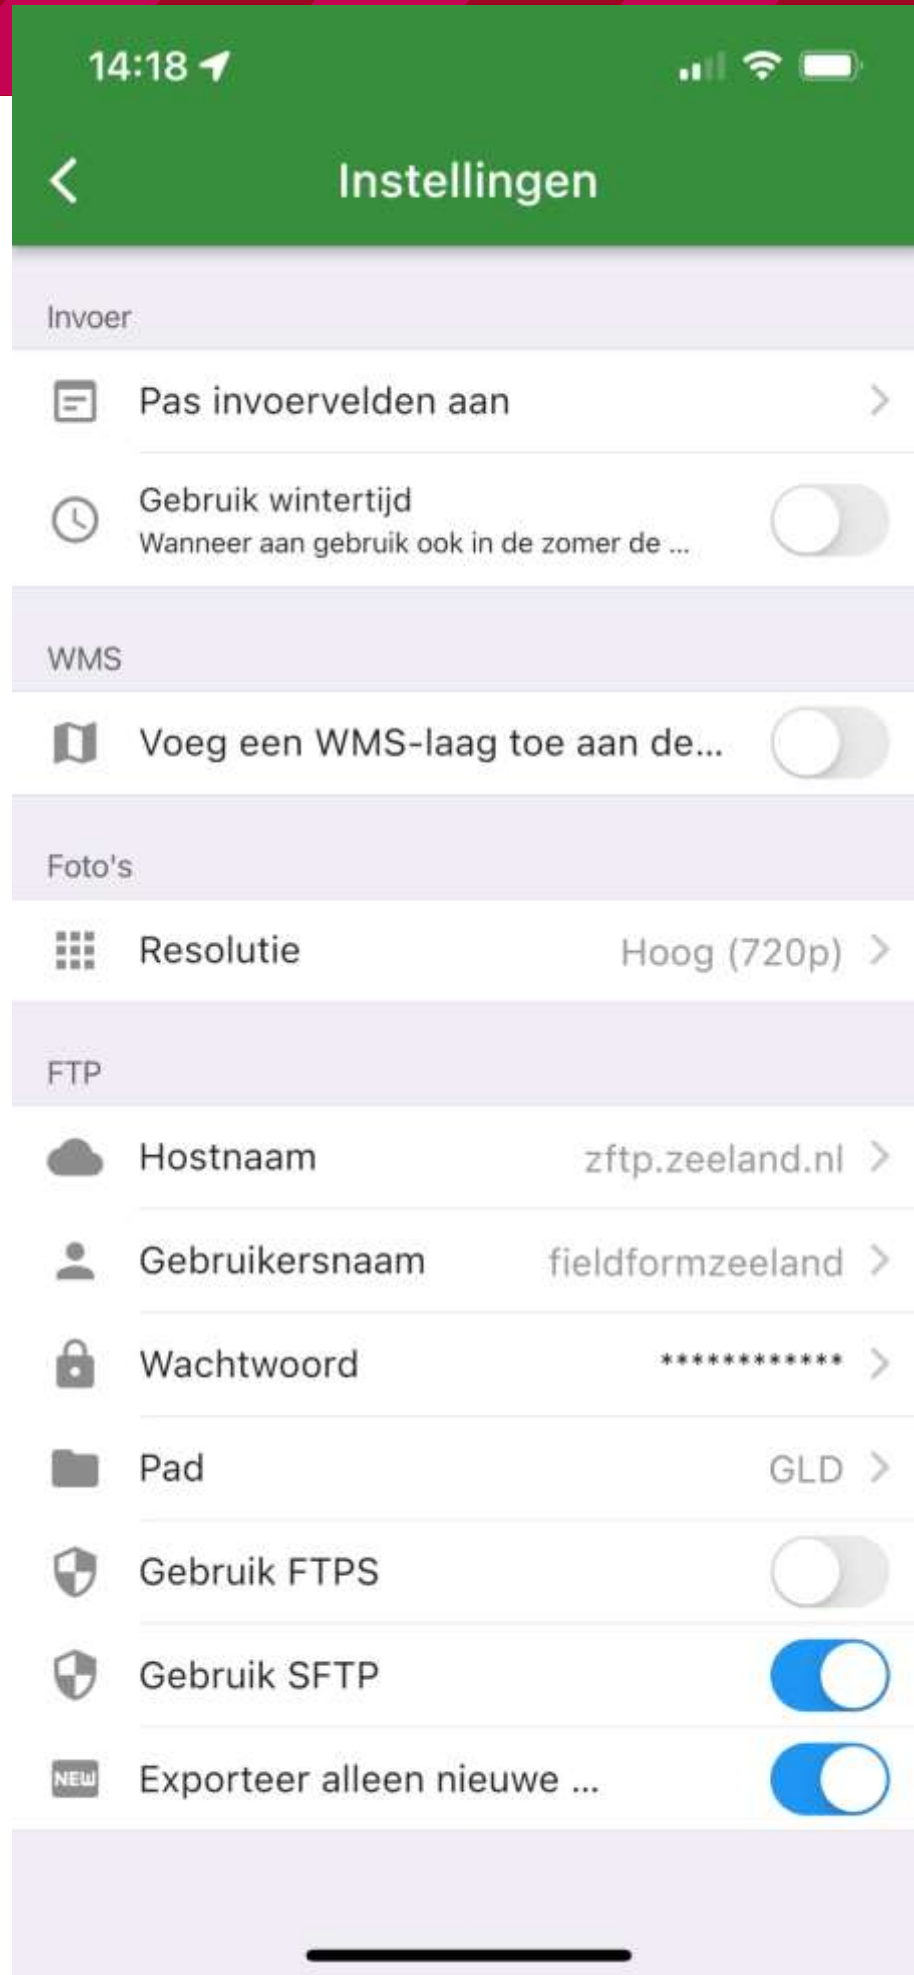 14:18
Instellingen
Invoer
Pas invoervelden aan
Gebruik wintertijd
Wanneer aan gebruik ook in de zomer de ...
WMS
Voeg een WMS-laag toe aan de...
Foto's
Resolutie Hoog (720p)
FTP
Hostnaam zftp.zeeland.nl
Gebruikersnaam fieldformzeeland
Wachtwoord ************
Pad GLD
Gebruik FTPS
Gebruik SFTP
NEW Exporteer alleen nieuwe ...